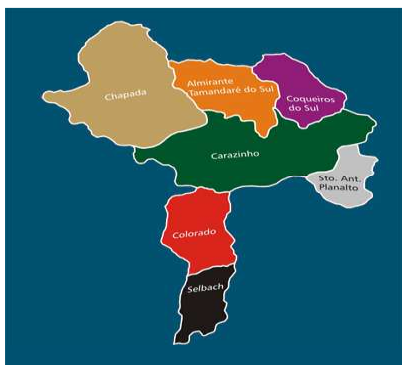 Chapada
Almirante
Tamandaré do Sul
Coqueiros
do Sul
Carazinho
Sto. Ant.
Planalto
Colorado
Selbach